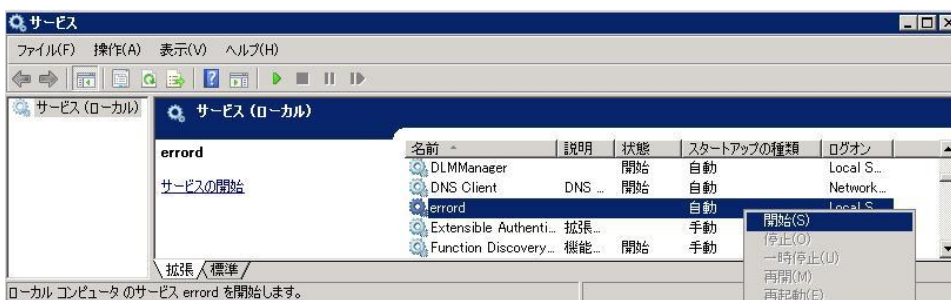 サービス
ファイル(F) 操作(A) 表示(V) ヘルプ(H)
サービス (ローカル)
サービス (ローカル)
errord
サービスの開始
名前 説明 状態 スタートアップの種類 ログオン
DLMManager 開始 自動 Local S...
DNS Client DNS ... 開始 自動 Network...
errord 自動 Local S...
Extensible Authenti... 拡張... 手動
Function Discovery... 機能... 開始 手動
開始(S)
停止(O)
一時停止(U)
再開(M)
再起動(E)
拡張 標準
ローカル コンピュータ のサービス errord を開始します。